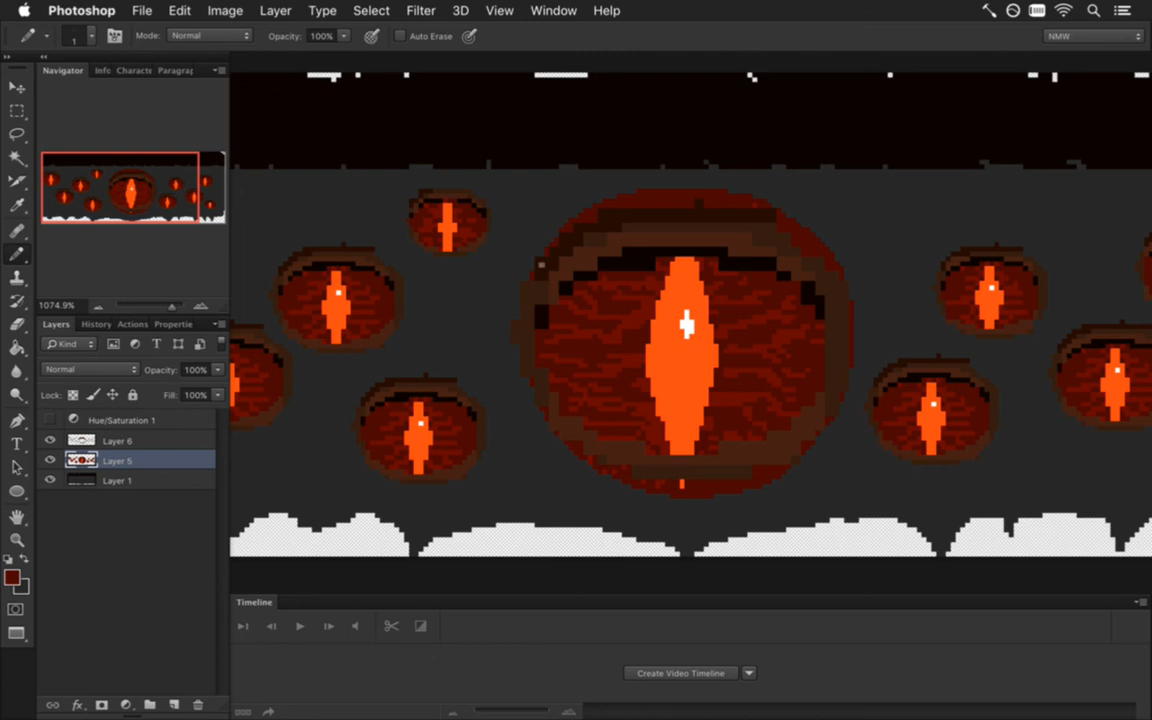 Photoshop File Edit Image Layer Type Select Filter 3D View Window Help
1 Mode: Normal Opacity: 100% Auto Erase NMW
Navigator Info Characte Paragrap
1074.9%
Layers History Actions Propertie
Kind
Normal Opacity: 100%
Lock: Fill: 100%
Hue/Saturation 1
Layer 6
Layer 5
Layer 1
Timeline
Create Video Timeline